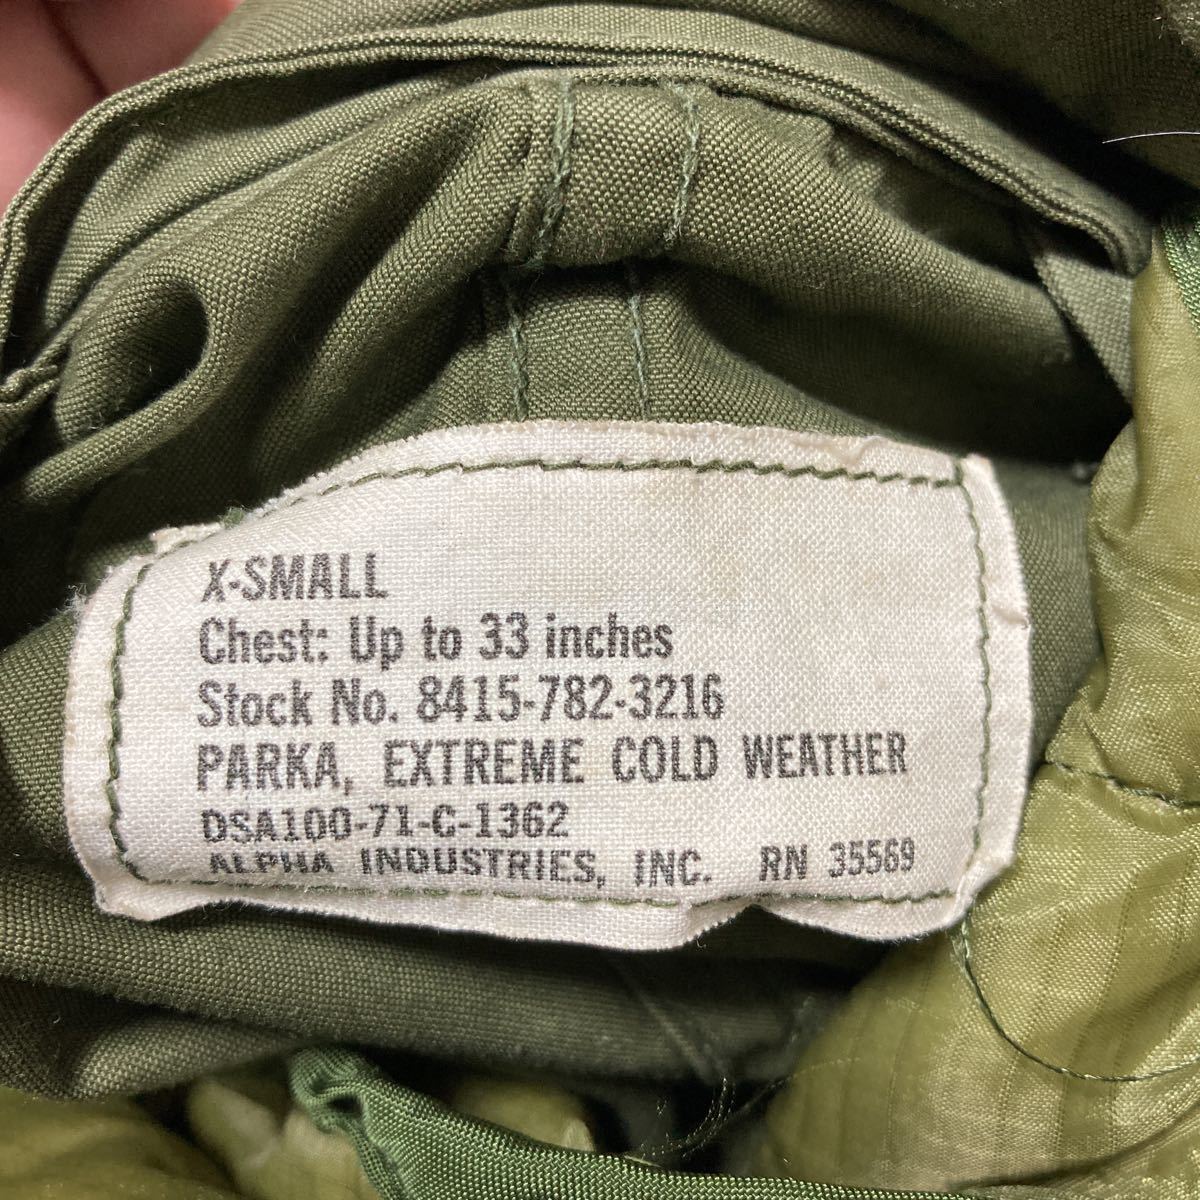 X-SMALL
Chest: Up to 33 inches
Stock No. 8415-782-3216
PARKA, EXTREME COLD WEATHER
DSA100-71-C-1362
ALPHA INDUSTRIES, INC. RN 35569